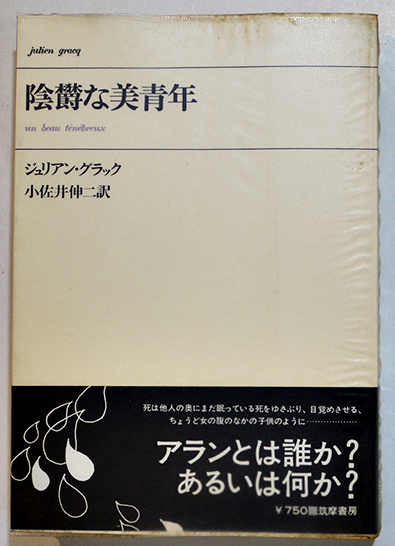 julien gracq
陰欝な美青年
un beau ténébreux
ジュリアン・グラック
小佐井伸二訳
死は他人の奥にまだ眠っている死をゆさぶり、目覚めさせる、
ちょうど女の腹のなかの子供のように………………
アランとは誰か?
あるいは何か?
¥750 筑摩書房